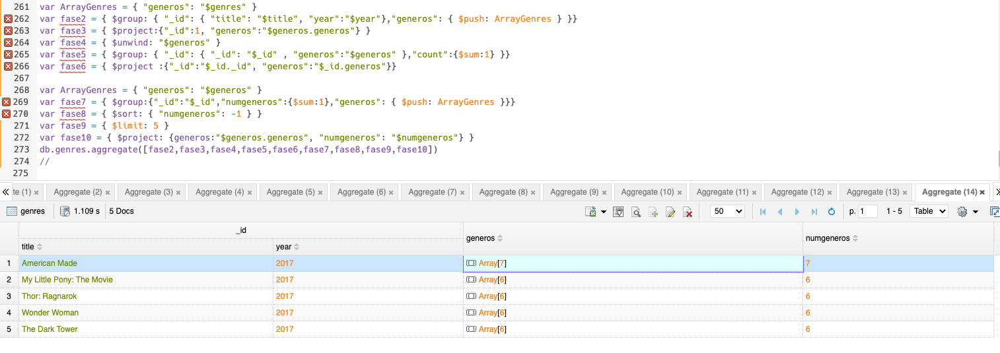 261 var ArrayGenres = { "generos": "$genres" }
262 var fase2 = { $group: { "_id": { "title": "$title", "year":"$year"},"generos": { $push: ArrayGenres } }}
263 var fase3 = { $project:{"_id":1, "generos":"$generos.generos"} }
264 var fase4 = { $unwind: "$generos" }
265 var fase5 = { $group: { "_id": { "_id": "$_id" , "generos":"$generos" },"count":{$sum:1} }}
266 var fase6 = { $project :{"_id":"$_id._id", "generos":"$_id.generos"}}
267
268 var ArrayGenres = { "generos": "$generos" }
269 var fase7 = { $group:{"_id":"$_id","numgeneros":{$sum:1},"generos": { $push: ArrayGenres }}}
270 var fase8 = { $sort: { "numgeneros": -1 } }
271 var fase9 = { $limit: 5 }
272 var fase10 = { $project: {generos:"$generos.generos", "numgeneros": "$numgeneros"} }
273 db.genres.aggregate([fase2,fase3,fase4,fase5,fase6,fase7,fase8,fase9,fase10])
274 //
275
te (1) Aggregate (2) Aggregate (3) Aggregate (4) Aggregate (5) Aggregate (6) Aggregate (7) Aggregate (8) Aggregate (9) Aggregate (10) Aggregate (11) Aggregate (12) Aggregate (13) Aggregate (14)
genres 1.109 s 5 Docs 50 p. 1 1 - 5 Table
_id generos numgeneros
title year
1 American Made 2017 Array[7] 7
2 My Little Pony: The Movie 2017 Array[6] 6
3 Thor: Ragnarok 2017 Array[6] 6
4 Wonder Woman 2017 Array[6] 6
5 The Dark Tower 2017 Array[6] 6